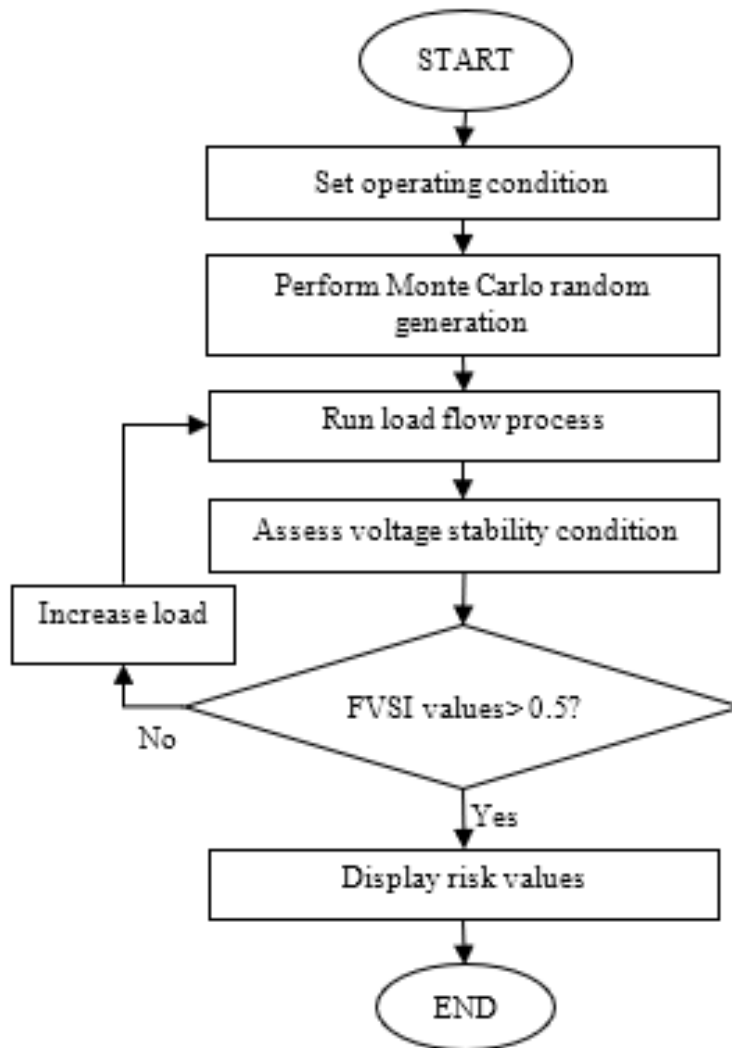 START
Set operating condition
Perform Monte Carlo random
generation
Run load flow process
Assess voltage stability condition
Increase load
FVSI values> 0.5?
No
Yes
Display risk values
END